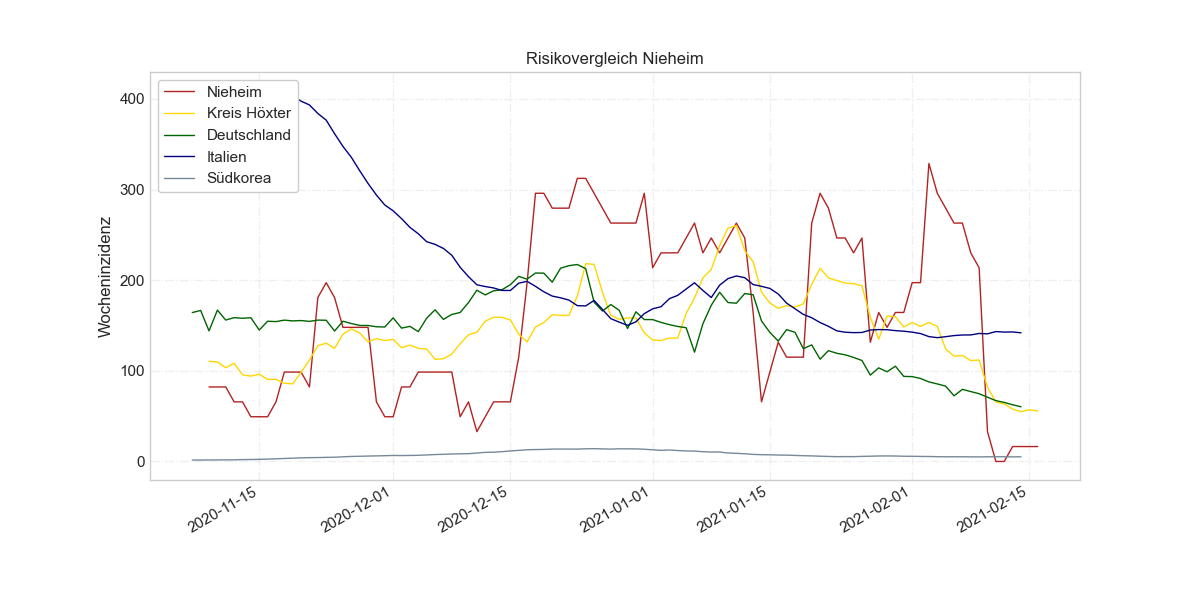 Risikovergleich Nieheim
Wocheninzidenz
400
300
200
100
0
Nieheim
Kreis Höxter
Deutschland
Italien
Südkorea
2020-11-15
2020-12-01
2020-12-15
2021-01-01
2021-01-15
2021-02-01
2021-02-15